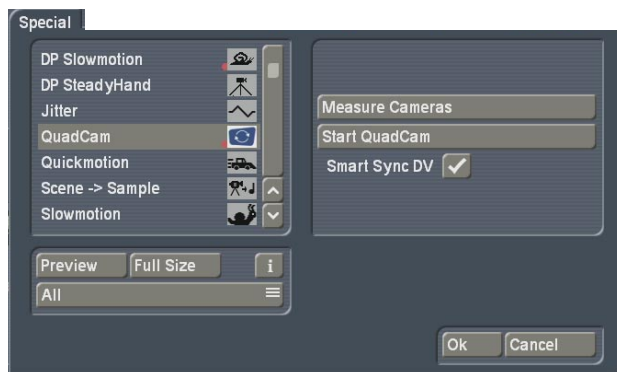 Special
DP Slowmotion
DP SteadyHand
Jitter
QuadCam
Quickmotion
Scene -> Sample
Slowmotion
Preview
Full Size
i
All
Measure Cameras
Start QuadCam
Smart Sync DV
Ok
Cancel